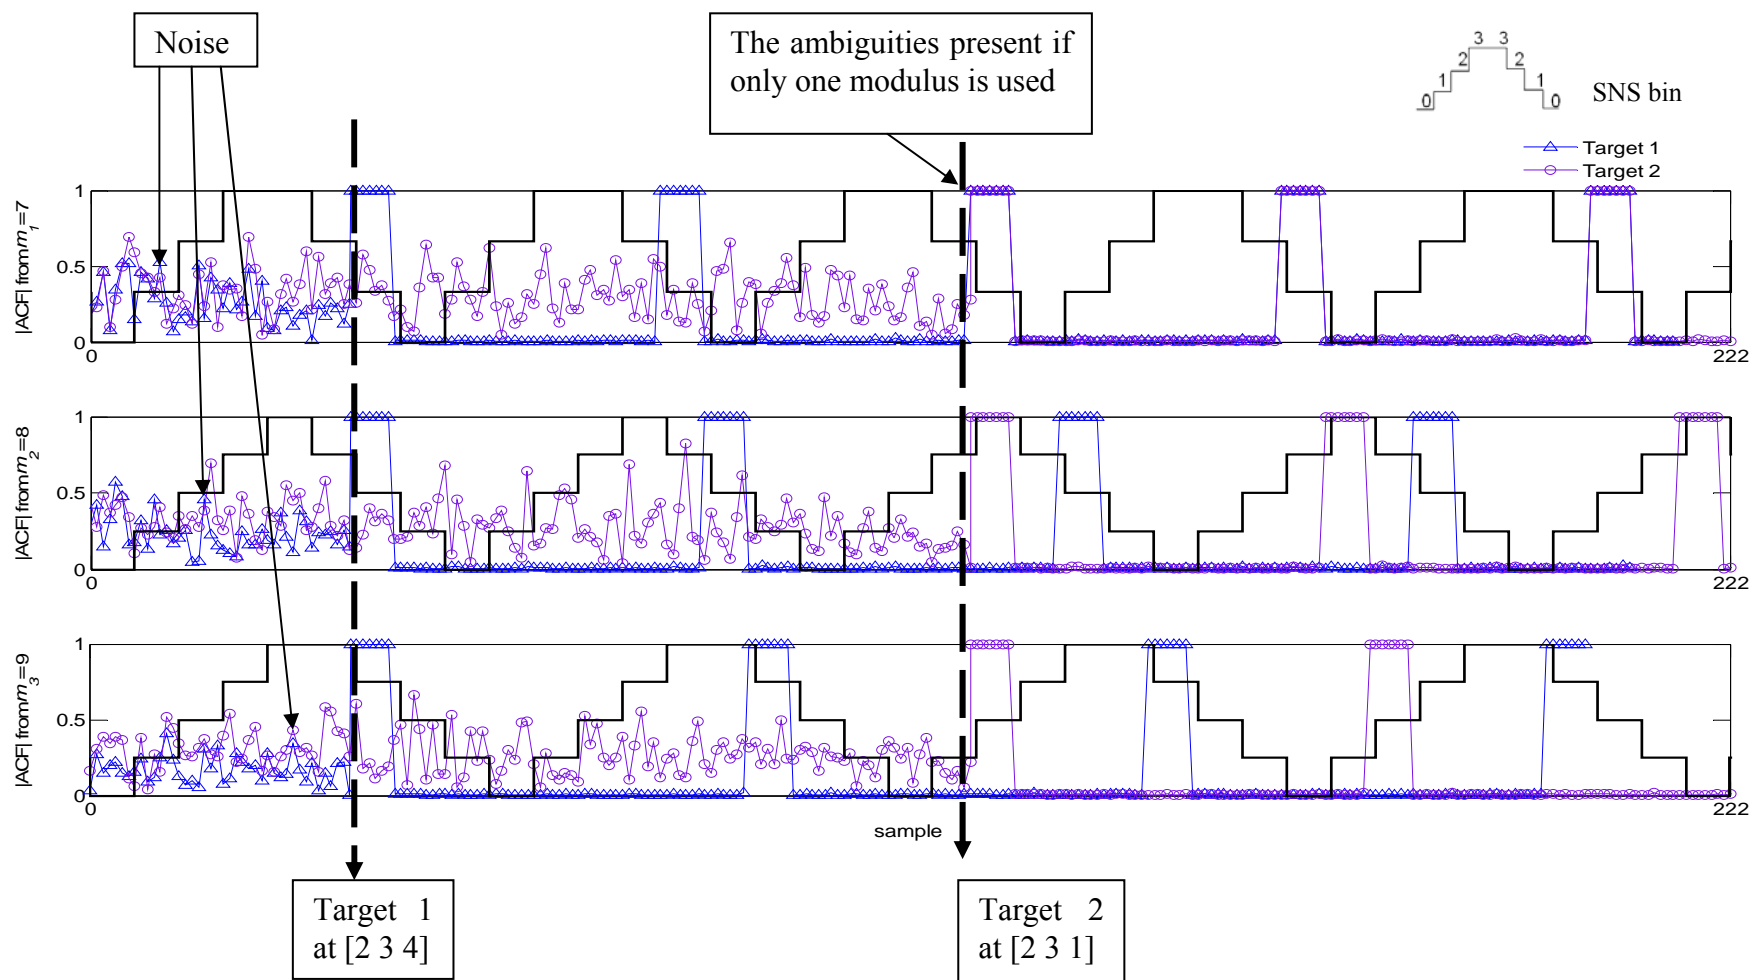 Noise
The ambiguities present if
only one modulus is used
0 1 2 3 3 2 1 0
SNS bin
Target 1
Target 2
|ACF| from m1=7
1
0.5
0
0
222
|ACF| from m2=8
1
0.5
0
0
222
|ACF| from m3=9
1
0.5
0
0
222
sample
Target 1
at [2 3 4]
Target 2
at [2 3 1]